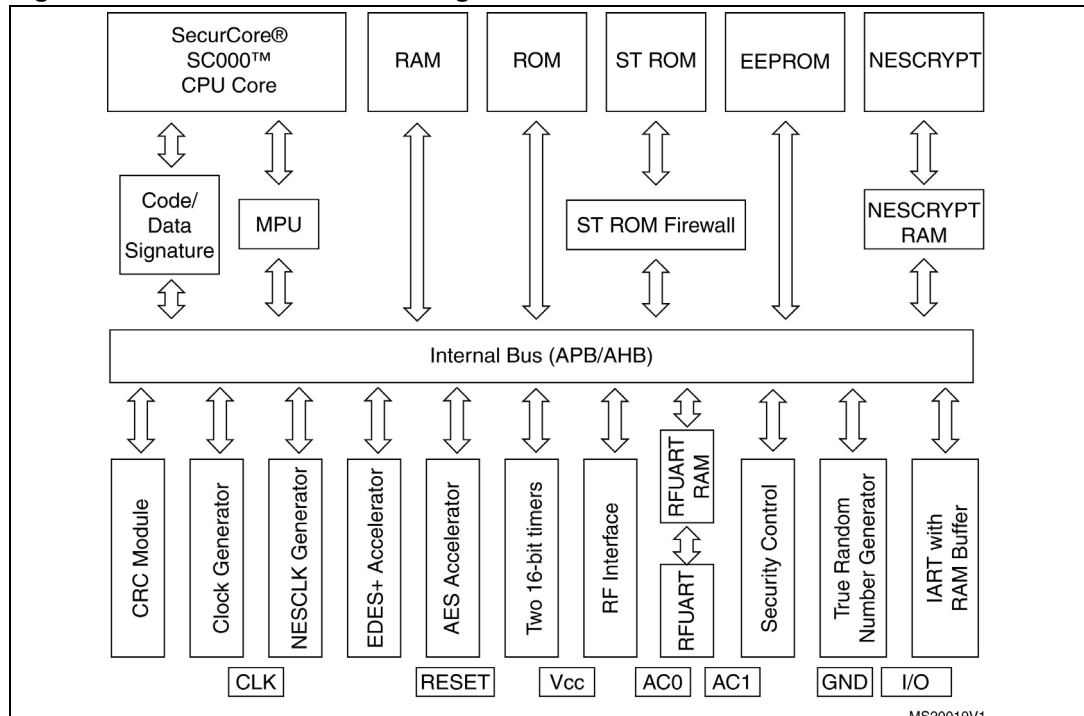 SecurCore®
SC000™
CPU Core
RAM
ROM
ST ROM
EEPROM
NESCRYPT
Code/
Data
Signature
MPU
ST ROM Firewall
NESCRYPT
RAM
Internal Bus (APB/AHB)
CRC Module
Clock Generator
NESCLK Generator
EDES+ Accelerator
AES Accelerator
Two 16-bit timers
RF Interface
RFUART
RAM
RFUART
Security Control
True Random
Number Generator
IART with
RAM Buffer
CLK
RESET
Vcc
AC0
AC1
GND
I/O